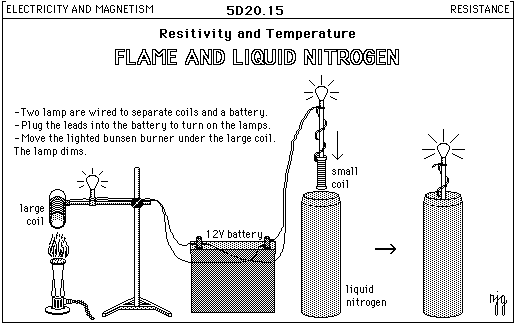 ELECTRICITY AND MAGNETISM
5D20.15
RESISTANCE
Resitivity and Temperature
FLAME AND LIQUID NITROGEN
-Two lamp are wired to separate coils and a battery.
-Plug the leads into the battery to turn on the lamps.
-Move the lighted bunsen burner under the large coil.
The lamp dims.
small
coil
large
coil
12V battery
liquid
nitrogen
njg